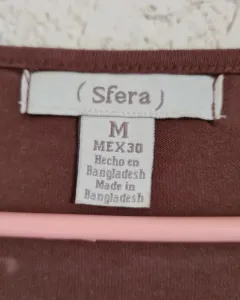 ( Sfera )
M
MEX30
Hecho en
Bangladesh
Made in
Bangladesh